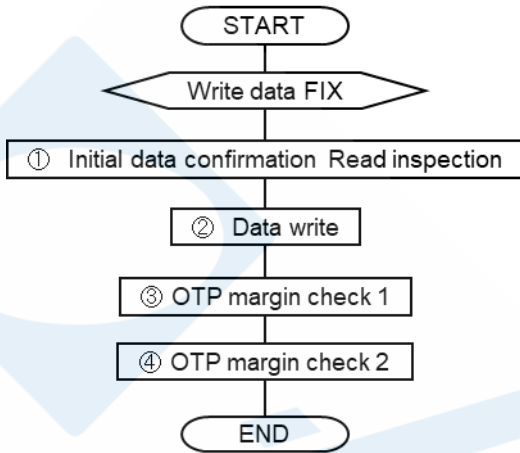 START
Write data FIX
① Initial data confirmation Read inspection
② Data write
③ OTP margin check 1
④ OTP margin check 2
END